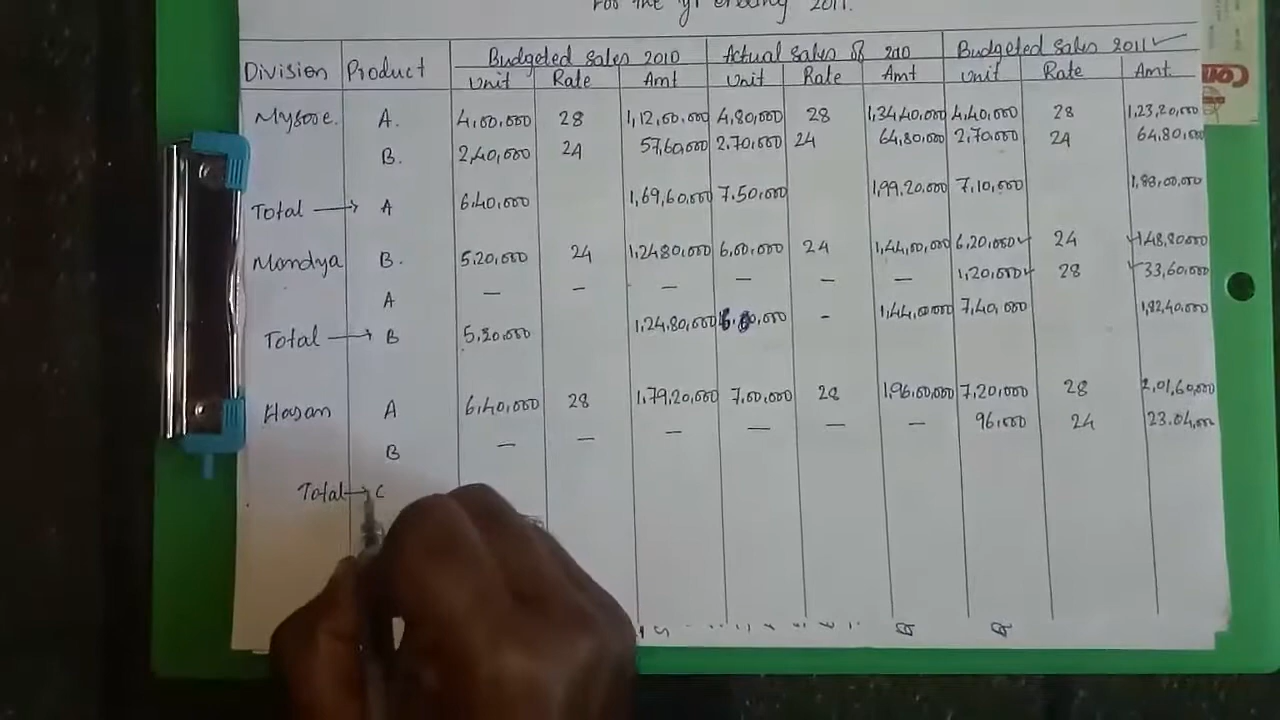 For the yr ending 2011.
Budgeted Sales 2010 Actual Sales of 2010 Budgeted Sales 2011
Division Product Unit Rate Amt Unit Rate Amt Unit Rate Amt
Mysore. A. 4,00,000 28 1,12,00,000 4,80,000 28 1,34,40,000 4,40,000 28 1,23,20,000
B. 2,40,000 24 57,60,000 2,70,000 24 64,80,000 2,70,000 24 64,80,000
Total → A 6,40,000 1,69,60,000 7,50,000 1,99,20,000 7,10,000 1,88,00,000
Mandya B. 5,20,000 24 1,24,80,000 6,00,000 24 1,44,00,000 6,20,000 24 1,48,80,000
A — — — — — — 1,20,000 28 33,60,000
Total → B 5,20,000 1,24,80,000 6,00,000 - 1,44,00,000 7,40,000 1,82,40,000
Hasan A 6,40,000 28 1,79,20,000 7,00,000 28 1,96,00,000 7,20,000 28 2,01,60,000
B — — — — — — 96,000 24 23,04,000
Total → C